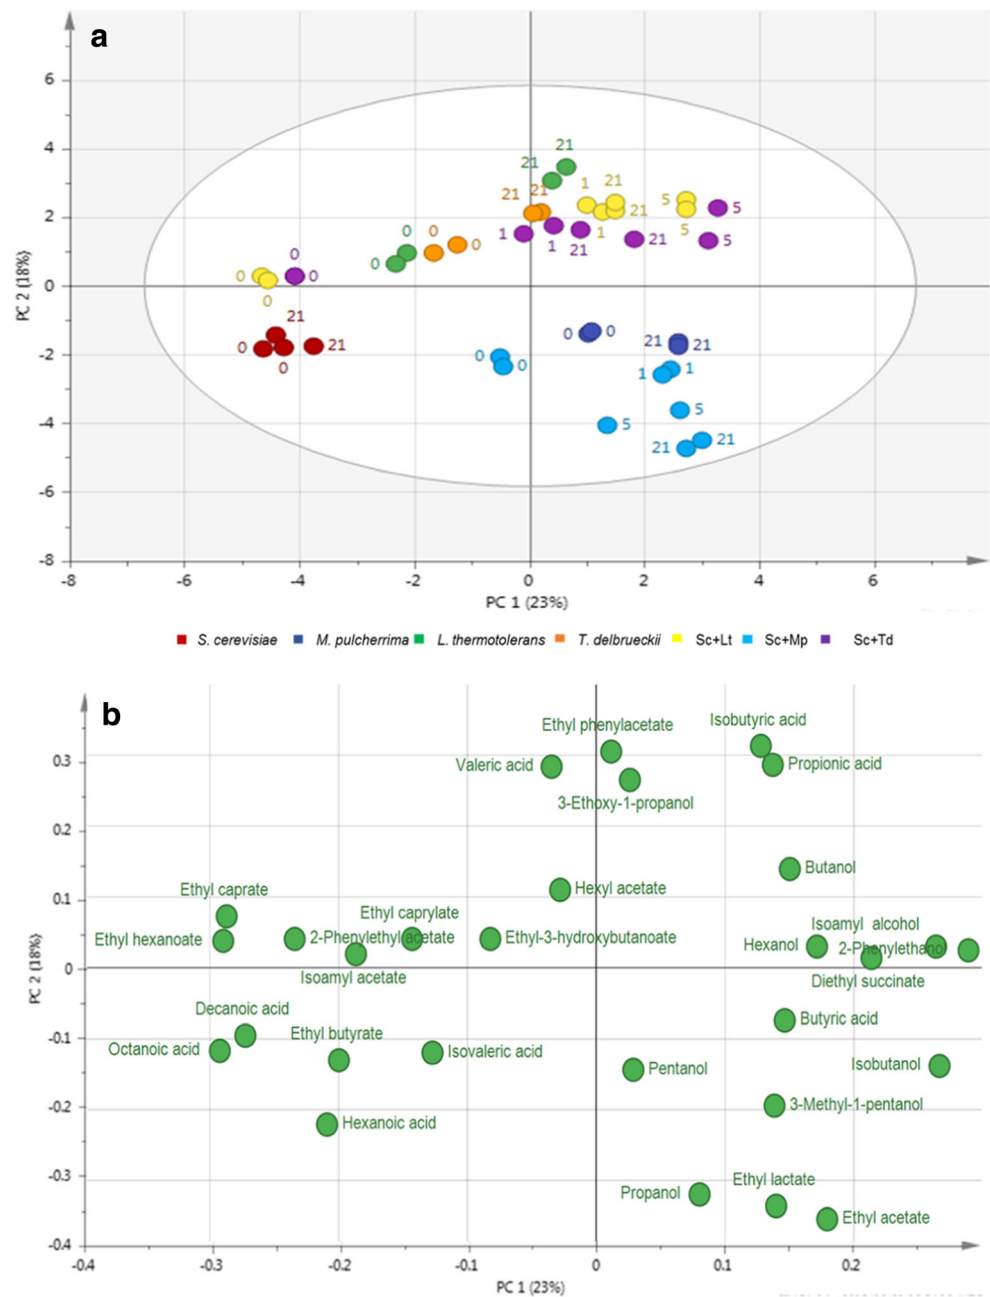 a
6
4
2
0
-2
-4
-6
-8
PC 2 (18%)
21
21
21
21
1
21
21
1
5
5
5
5
1
1
21
21
0
0
0
0
0
0
0
0
21
0
21
0
0
0
0
0
21
21
1
1
5
5
21
21
-8
-6
-4
-2
0
2
4
6
PC 1 (23%)
S. cerevisiae M. pulcherrima L. thermotolerans T. delbrueckii Sc+Lt Sc+Mp Sc+Td
b
Ethyl phenylacetate
Isobutyric acid
Valeric acid
Propionic acid
3-Ethoxy-1-propanol
Butanol
Ethyl caprate
Hexyl acetate
Ethyl caprylate
Isoamyl alcohol
Ethyl hexanoate
2-Phenylethyl acetate
Ethyl-3-hydroxybutanoate
Hexanol
2-Phenylethanol
Isoamyl acetate
Diethyl succinate
Decanoic acid
Butyric acid
Ethyl butyrate
Octanoic acid
Isovaleric acid
Pentanol
Isobutanol
3-Methyl-1-pentanol
Hexanoic acid
Ethyl lactate
Propanol
Ethyl acetate
0.3
0.2
0.1
0
-0.1
-0.2
-0.3
-0.4
PC 2 (18%)
-0.4
-0.3
-0.2
-0.1
0
0.1
0.2
PC 1 (23%)